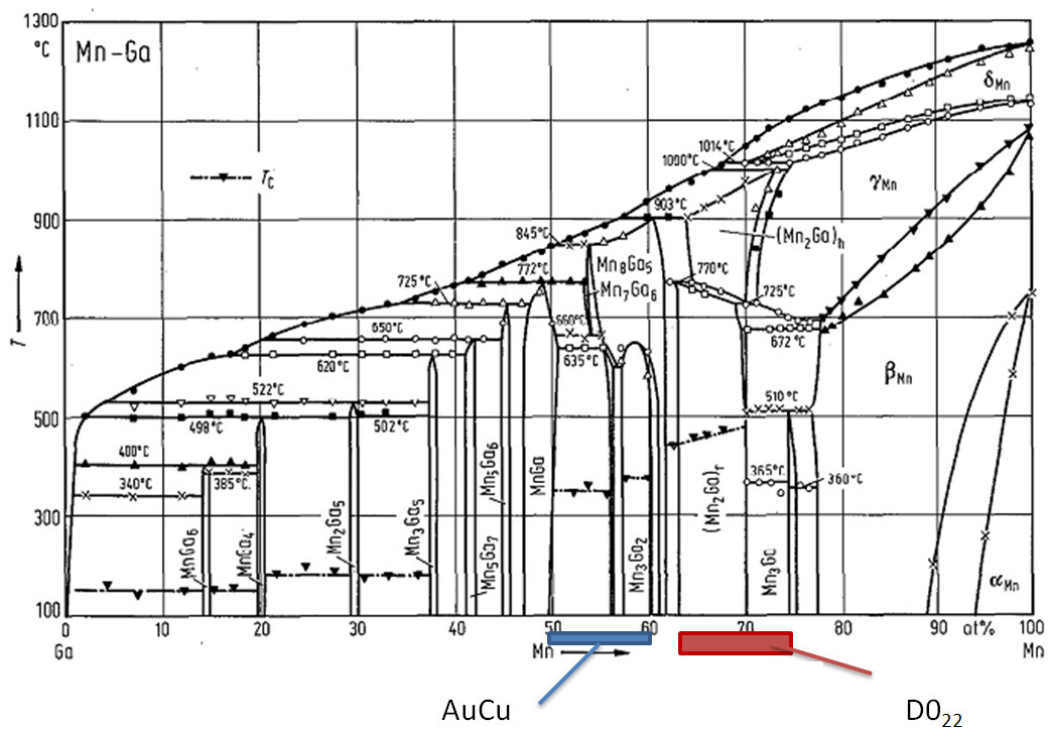 1300
°C
Mn-Ga
1100
900
700
500
300
100
T
T_C
δMn
1014°C
1000°C
γMn
903°C
(Mn₂Ga)ₕ
845°C
Mn₈Ga₅
Mn₇Ga₆
772°C
770°C
725°C
725°C
660°C
650°C
635°C
672°C
620°C
βMn
522°C
510°C
498°C
502°C
400°C
385°C
365°C
360°C
340°C
MnGa₆
MnGa₄
Mn₂Ga₅
Mn₃Ga₅
Mn₅Ga₇
Mn₅Ga₆
MnGa
Mn₃Ga₂
(Mn₂Ga)ᵣ
Mn₃Ga
αMn
0 10 20 30 40 50 60 70 80 90 at% 100
Ga Mn Mn
AuCu D0₂₂